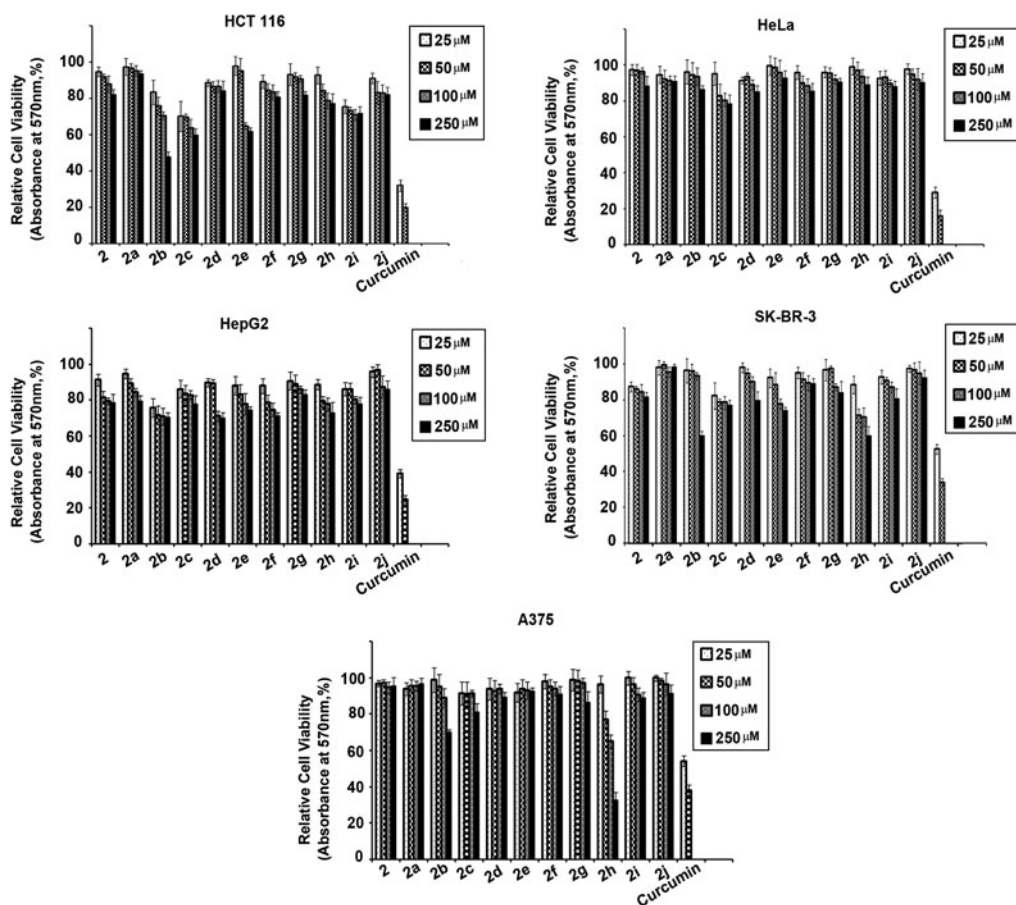 HCT 116
Relative Cell Viability
(Absorbance at 570nm,%)
100
80
60
40
20
0
2 2a 2b 2c 2d 2e 2f 2g 2h 2i 2j Curcumin
25 μM
50 μM
100 μM
250 μM
HeLa
Relative Cell Viability
(Absorbance at 570nm,%)
100
80
60
40
20
0
2 2a 2b 2c 2d 2e 2f 2g 2h 2i 2j Curcumin
25 μM
50 μM
100 μM
250 μM
HepG2
Relative Cell Viability
(Absorbance at 570nm,%)
100
80
60
40
20
0
2 2a 2b 2c 2d 2e 2f 2g 2h 2i 2j Curcumin
25 μM
50 μM
100 μM
250 μM
SK-BR-3
Relative Cell Viability
(Absorbance at 570nm,%)
100
80
60
40
20
0
2 2a 2b 2c 2d 2e 2f 2g 2h 2i 2j Curcumin
25 μM
50 μM
100 μM
250 μM
A375
Relative Cell Viability
(Absorbance at 570nm,%)
100
80
60
40
20
0
2 2a 2b 2c 2d 2e 2f 2g 2h 2i 2j Curcumin
25 μM
50 μM
100 μM
250 μM